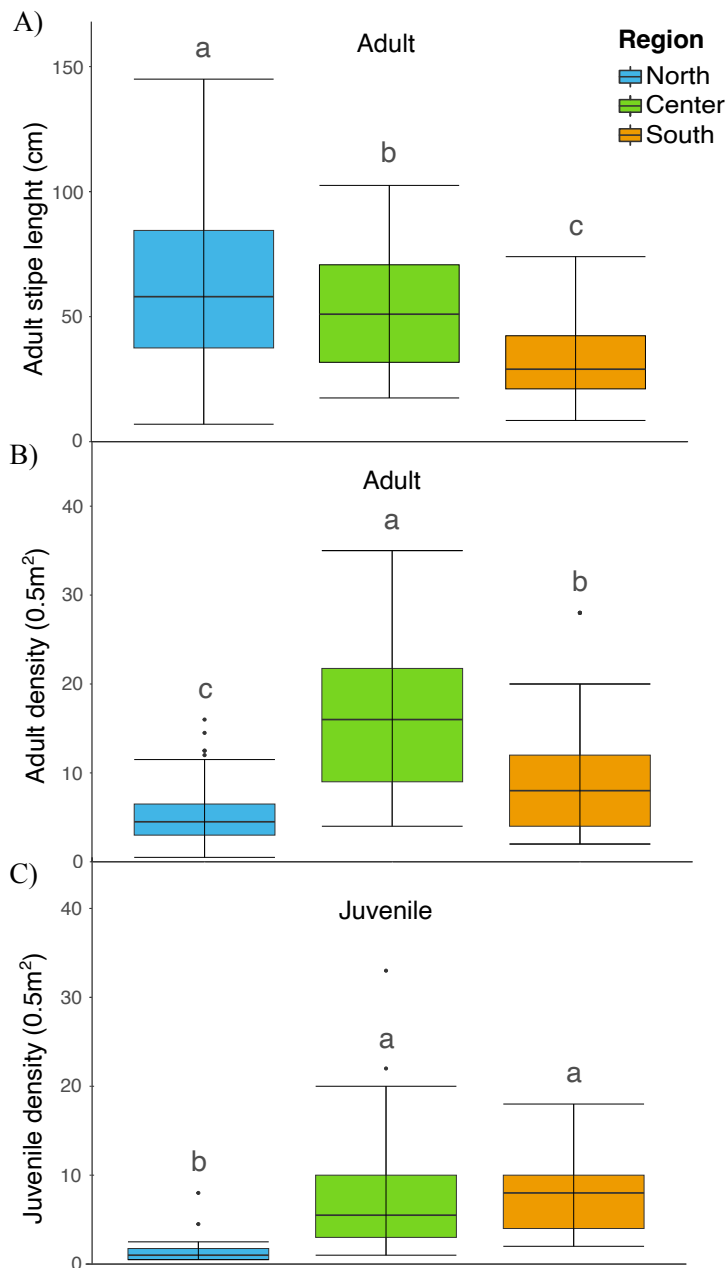 A)
Adult
a
b
c
Region
North
Center
South
150
100
50
0
Adult stipe lenght (cm)
B)
Adult
c
a
b
40
30
20
10
0
Adult density (0.5m²)
C)
Juvenile
b
a
a
40
30
20
10
0
Juvenile density (0.5m²)